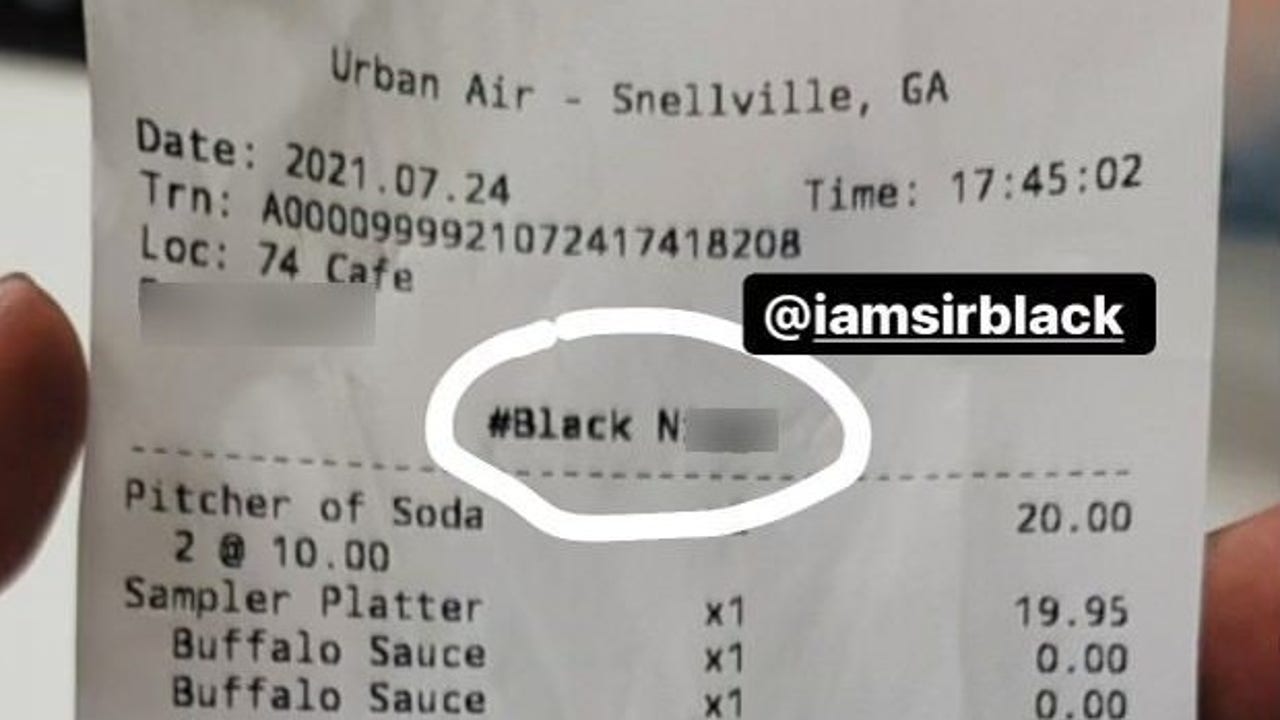 Urban Air - Snellville, GA
Date: 2021.07.24 Time: 17:45:02
Trn: A0000999921072417418208
Loc: 74 Cafe
@iamsirblack
#Black N
Pitcher of Soda 20.00
2 @ 10.00
Sampler Platter x1 19.95
Buffalo Sauce x1 0.00
Buffalo Sauce x1 0.00